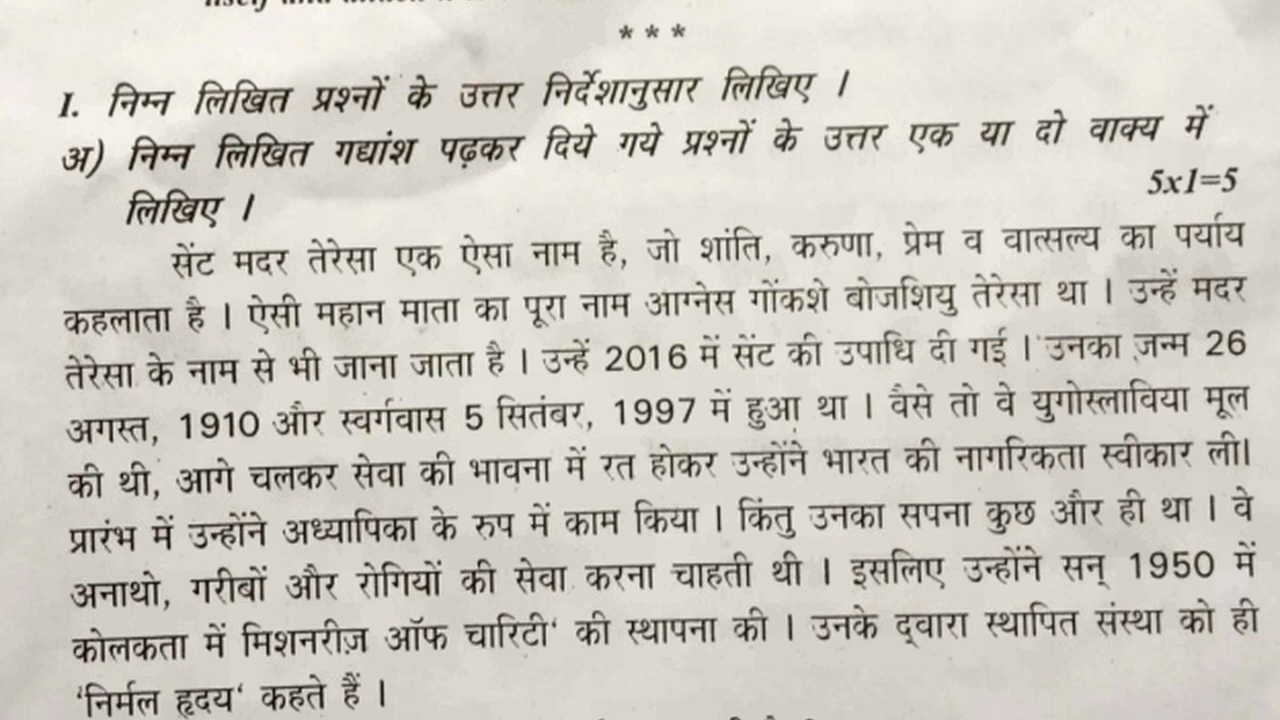 * * *
I. निम्न लिखित प्रश्नों के उत्तर निर्देशानुसार लिखिए ।
अ) निम्न लिखित गद्यांश पढ़कर दिये गये प्रश्नों के उत्तर एक या दो वाक्य में
लिखिए । 5x1=5
सेंट मदर तेरेसा एक ऐसा नाम है, जो शांति, करुणा, प्रेम व वात्सल्य का पर्याय
कहलाता है । ऐसी महान माता का पूरा नाम आग्नेस गोंकशे बोजशियु तेरेसा था । उन्हें मदर
तेरेसा के नाम से भी जाना जाता है । उन्हें 2016 में सेंट की उपाधि दी गई । उनका जन्म 26
अगस्त, 1910 और स्वर्गवास 5 सितंबर, 1997 में हुआ था । वैसे तो वे युगोस्लाविया मूल
की थी, आगे चलकर सेवा की भावना में रत होकर उन्होंने भारत की नागरिकता स्वीकार ली।
प्रारंभ में उन्होंने अध्यापिका के रुप में काम किया । किंतु उनका सपना कुछ और ही था । वे
अनाथो, गरीबों और रोगियों की सेवा करना चाहती थी । इसलिए उन्होंने सन् 1950 में
कोलकता में मिशनरीज़ ऑफ चारिटी‘ की स्थापना की । उनके द्वारा स्थापित संस्था को ही
‘निर्मल हृदय‘ कहते हैं ।